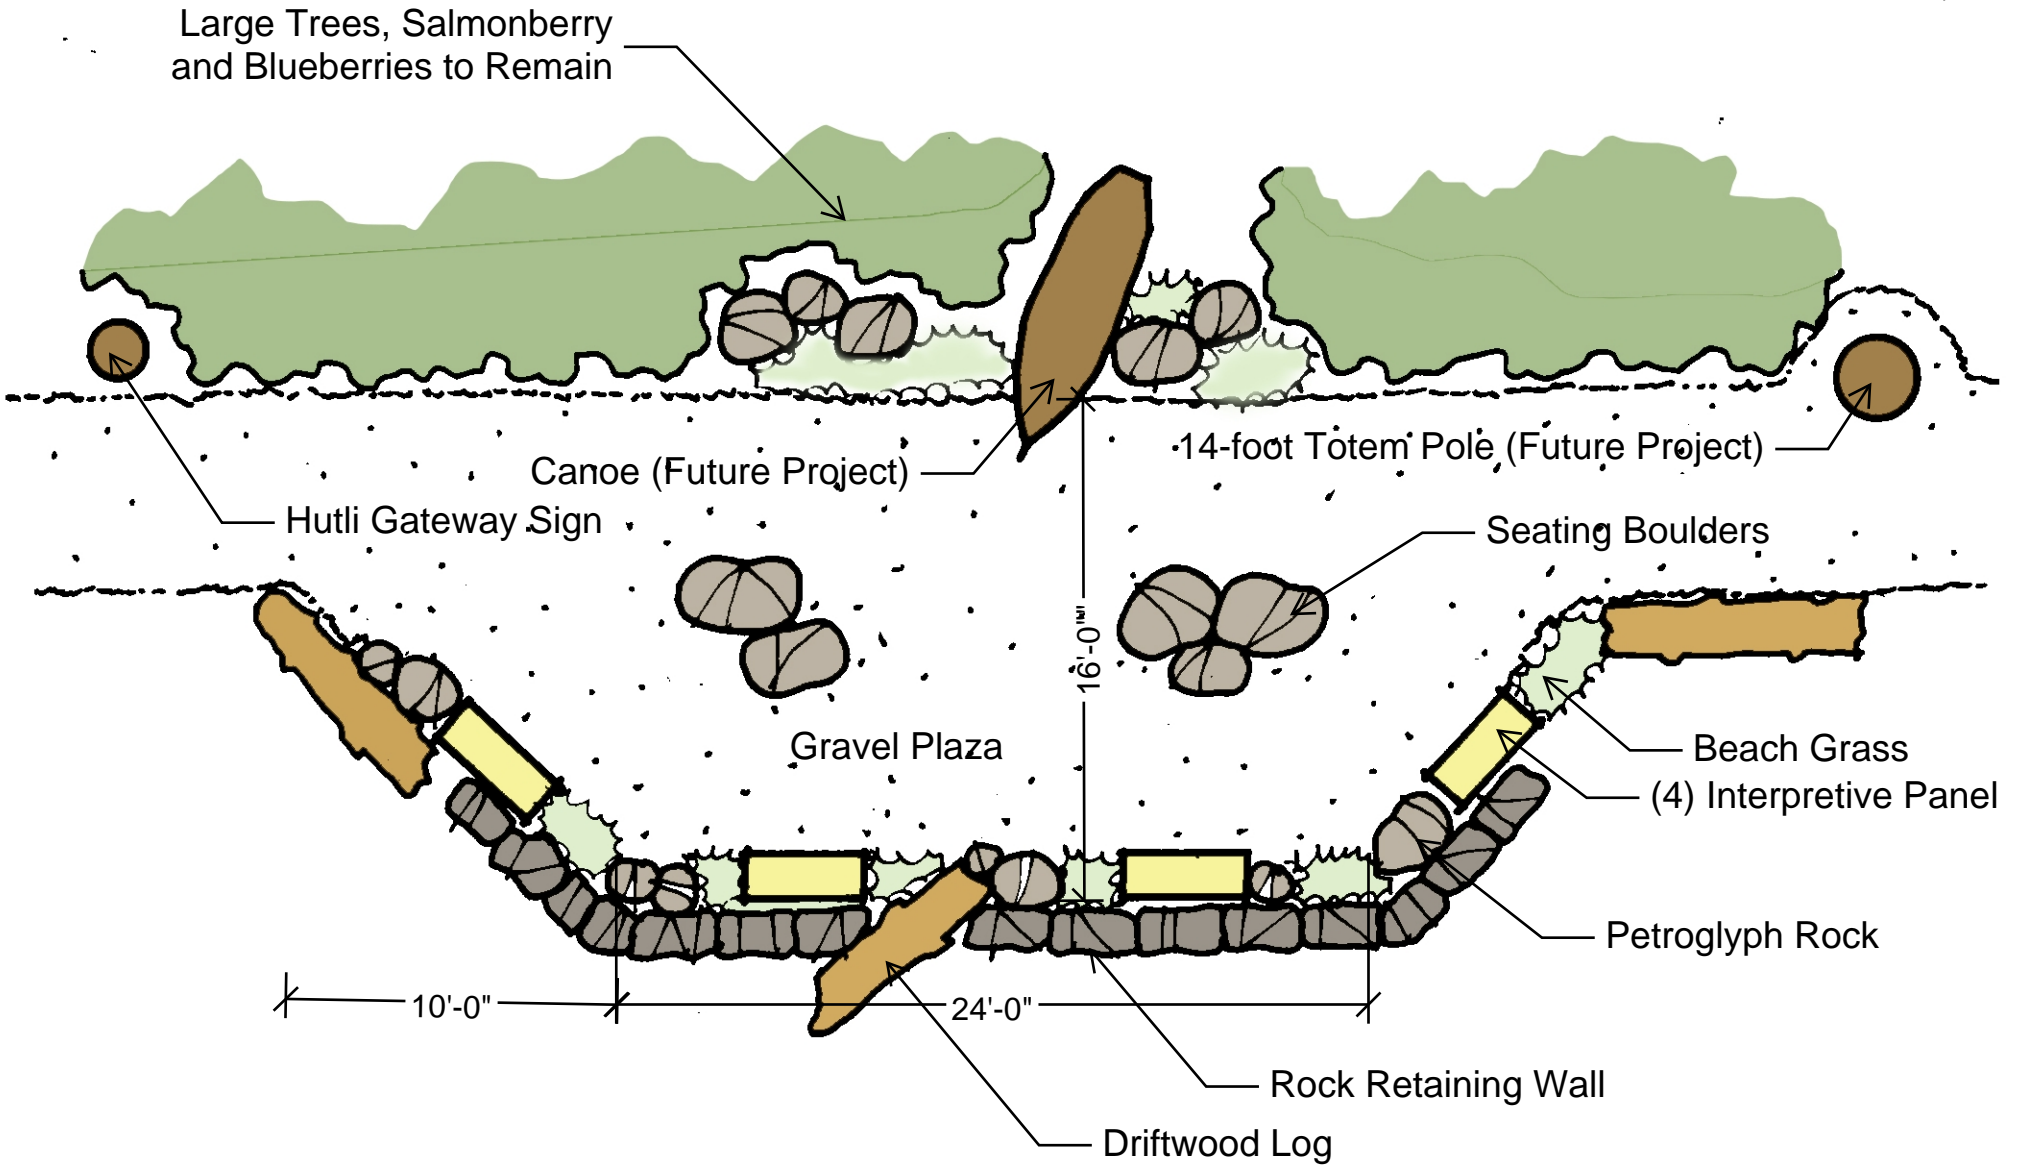 Large Trees, Salmonberry
and Blueberries to Remain
14-foot Totem Pole (Future Project)
Canoe (Future Project)
Hutli Gateway Sign
Seating Boulders
16'-0"
Gravel Plaza
Beach Grass
(4) Interpretive Panel
Petroglyph Rock
10'-0"
24'-0"
Rock Retaining Wall
Driftwood Log